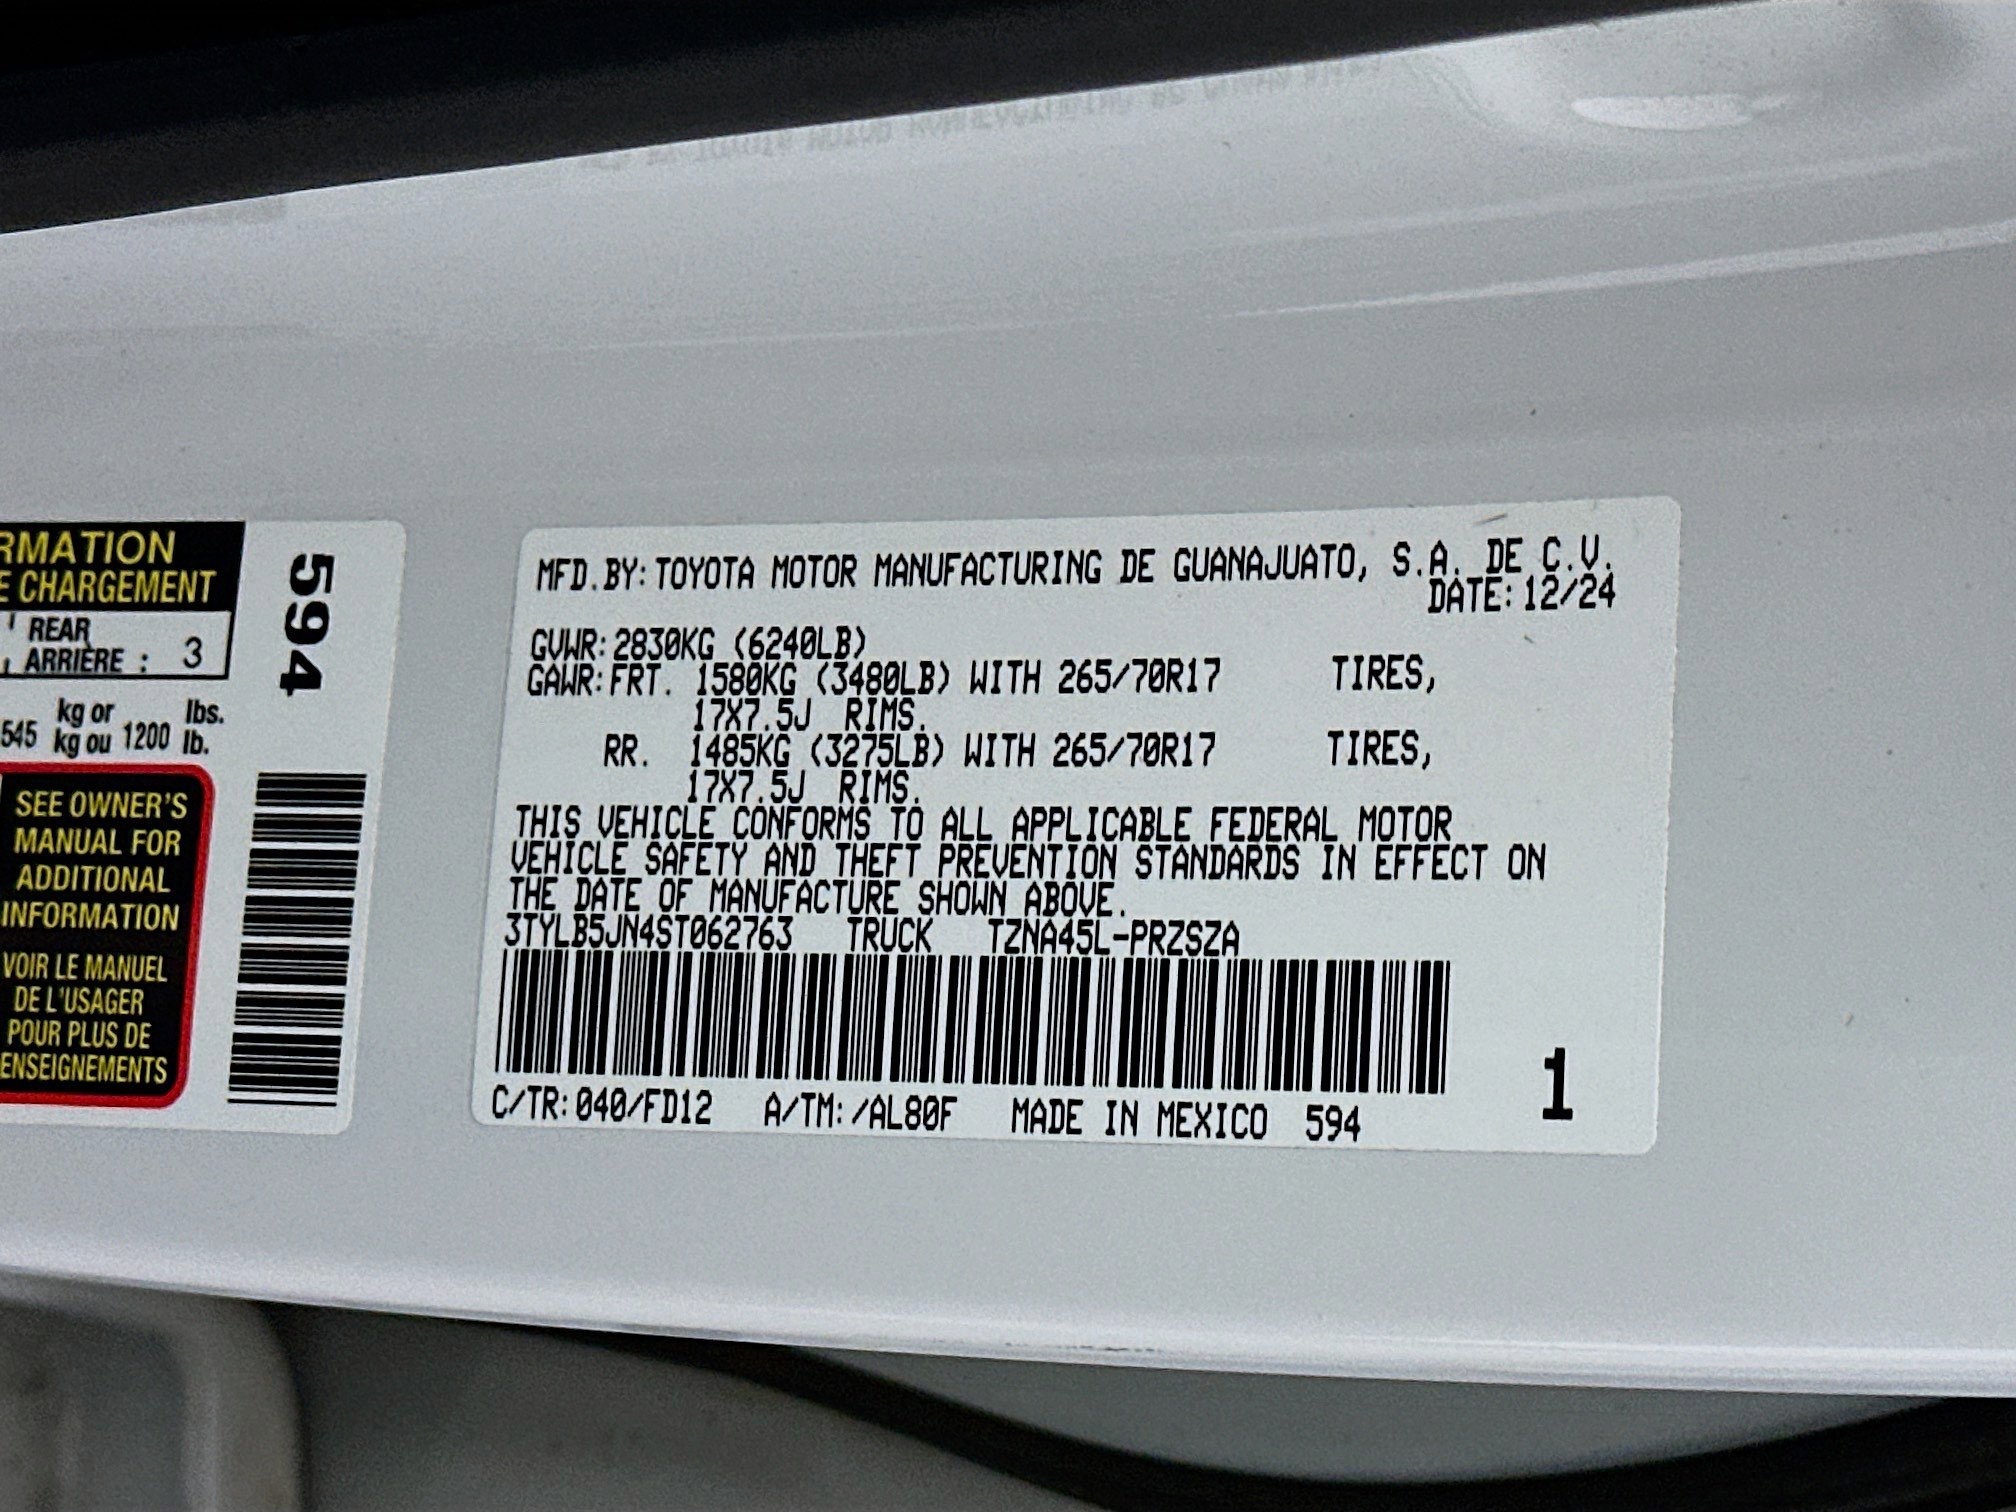 RMATION
E CHARGEMENT
REAR
ARRIÈRE : 3
kg or lbs.
545 kg ou 1200 lb.
SEE OWNER'S
MANUAL FOR
ADDITIONAL
INFORMATION
VOIR LE MANUEL
DE L'USAGER
POUR PLUS DE
ENSEIGNEMENTS
594
MFD.BY:TOYOTA MOTOR MANUFACTURING DE GUANAJUATO, S.A. DE C.V.
DATE:12/24
GVWR:2830KG (6240LB)
GAWR:FRT. 1580KG (3480LB) WITH 265/70R17 TIRES,
17X7.5J RIMS.
RR. 1485KG (3275LB) WITH 265/70R17 TIRES,
17X7.5J RIMS.
THIS VEHICLE CONFORMS TO ALL APPLICABLE FEDERAL MOTOR
VEHICLE SAFETY AND THEFT PREVENTION STANDARDS IN EFFECT ON
THE DATE OF MANUFACTURE SHOWN ABOVE.
3TYLB5JN4ST062763 TRUCK TZNA45L-PRZSZA
C/TR:040/FD12 A/TM:/AL80F MADE IN MEXICO 594
1